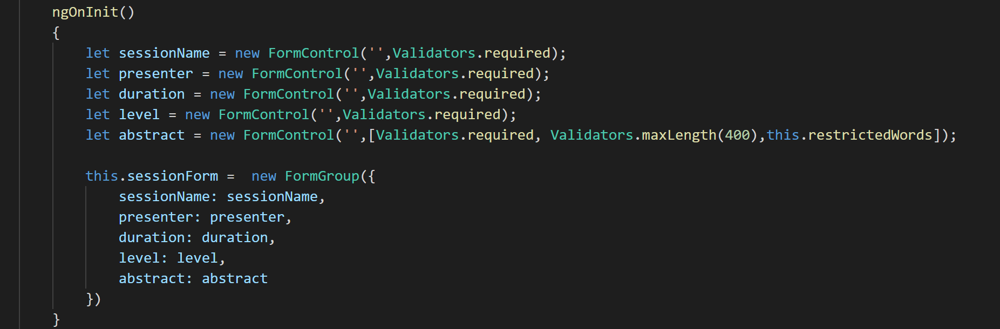 ngOnInit()
{
let sessionName = new FormControl('',Validators.required);
let presenter = new FormControl('',Validators.required);
let duration = new FormControl('',Validators.required);
let level = new FormControl('',Validators.required);
let abstract = new FormControl('',[Validators.required, Validators.maxLength(400),this.restrictedWords]);
this.sessionForm =  new FormGroup({
sessionName: sessionName,
presenter: presenter,
duration: duration,
level: level,
abstract: abstract
})
}